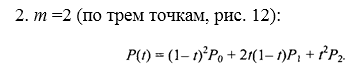 2. m =2 (по трем точкам, рис. 12):
P(t) = (1– t)²P₀ + 2t(1– t)P₁ + t²P₂.